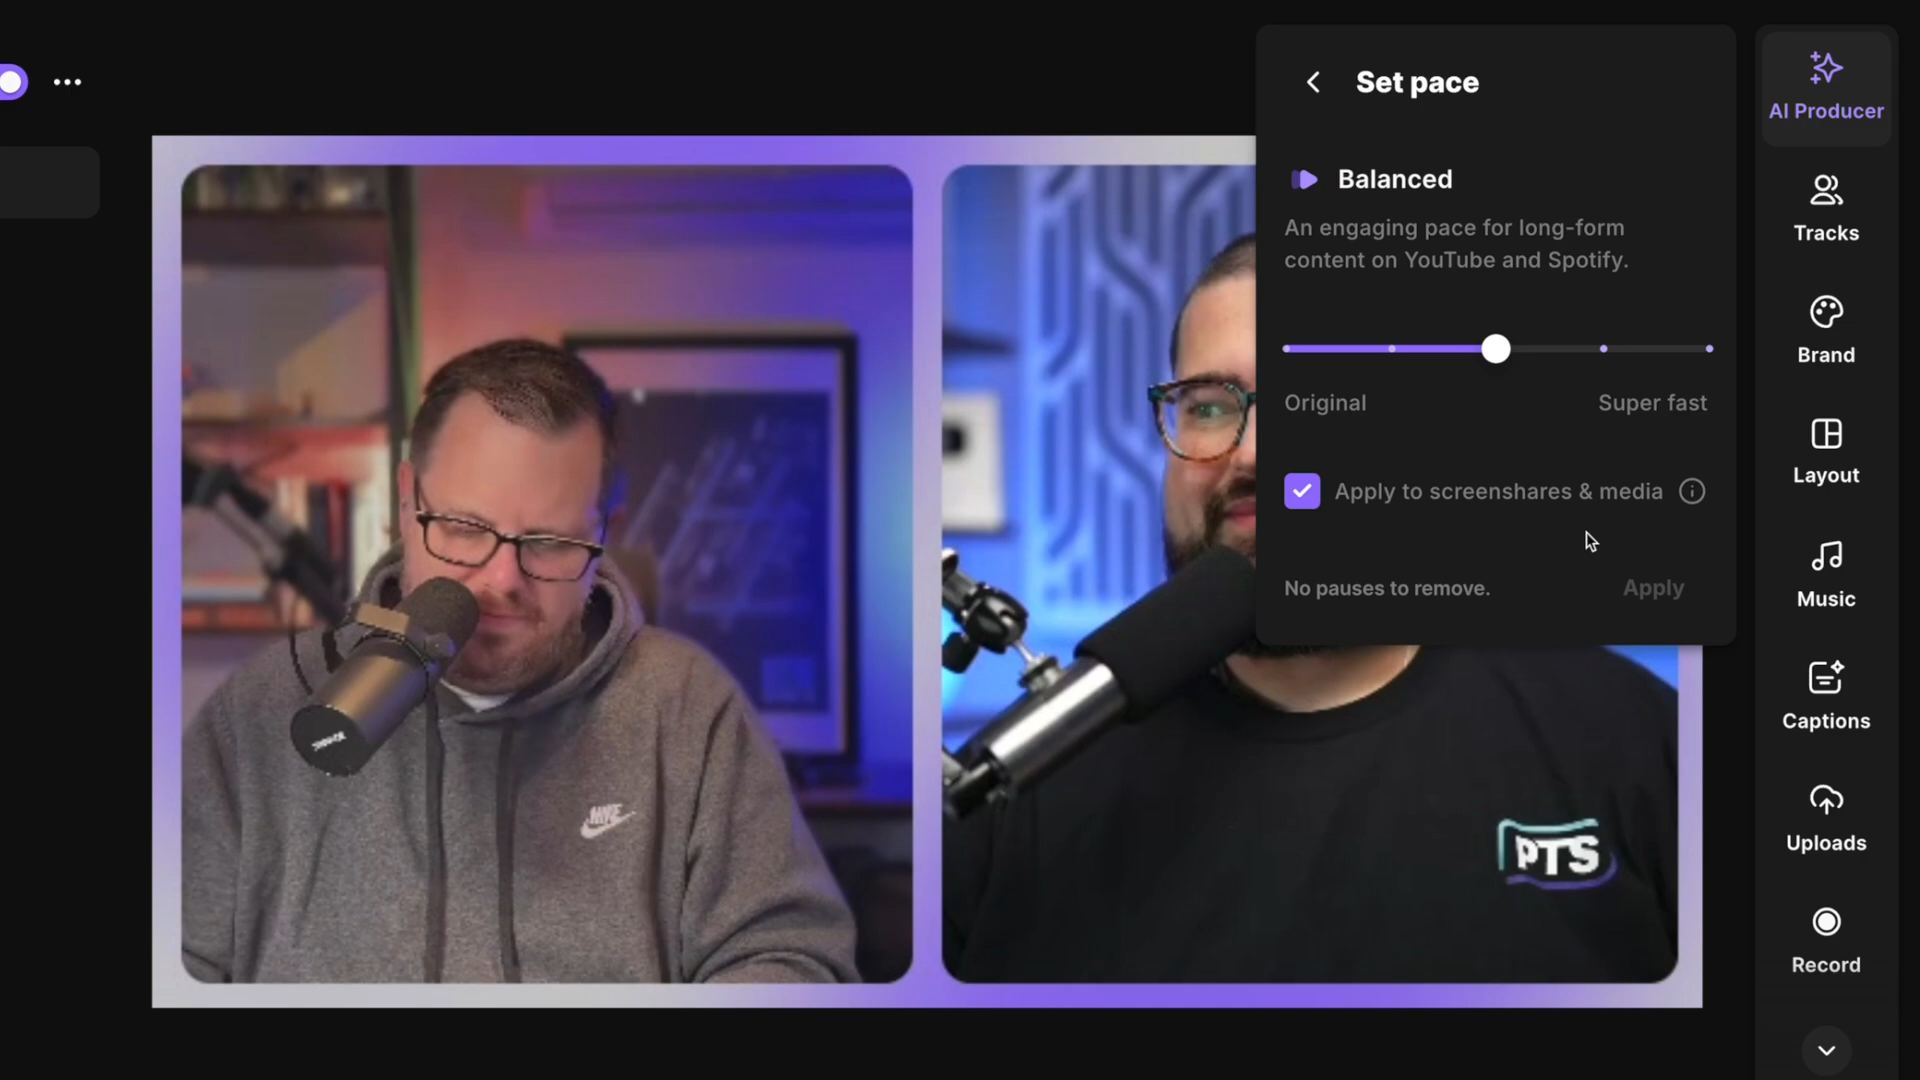 Set pace
AI Producer
Balanced
An engaging pace for long-form
content on YouTube and Spotify.
Original
Super fast
Apply to screenshares & media
No pauses to remove.
Apply
Tracks
Brand
Layout
Music
Captions
Uploads
Record
NIKE
PTS